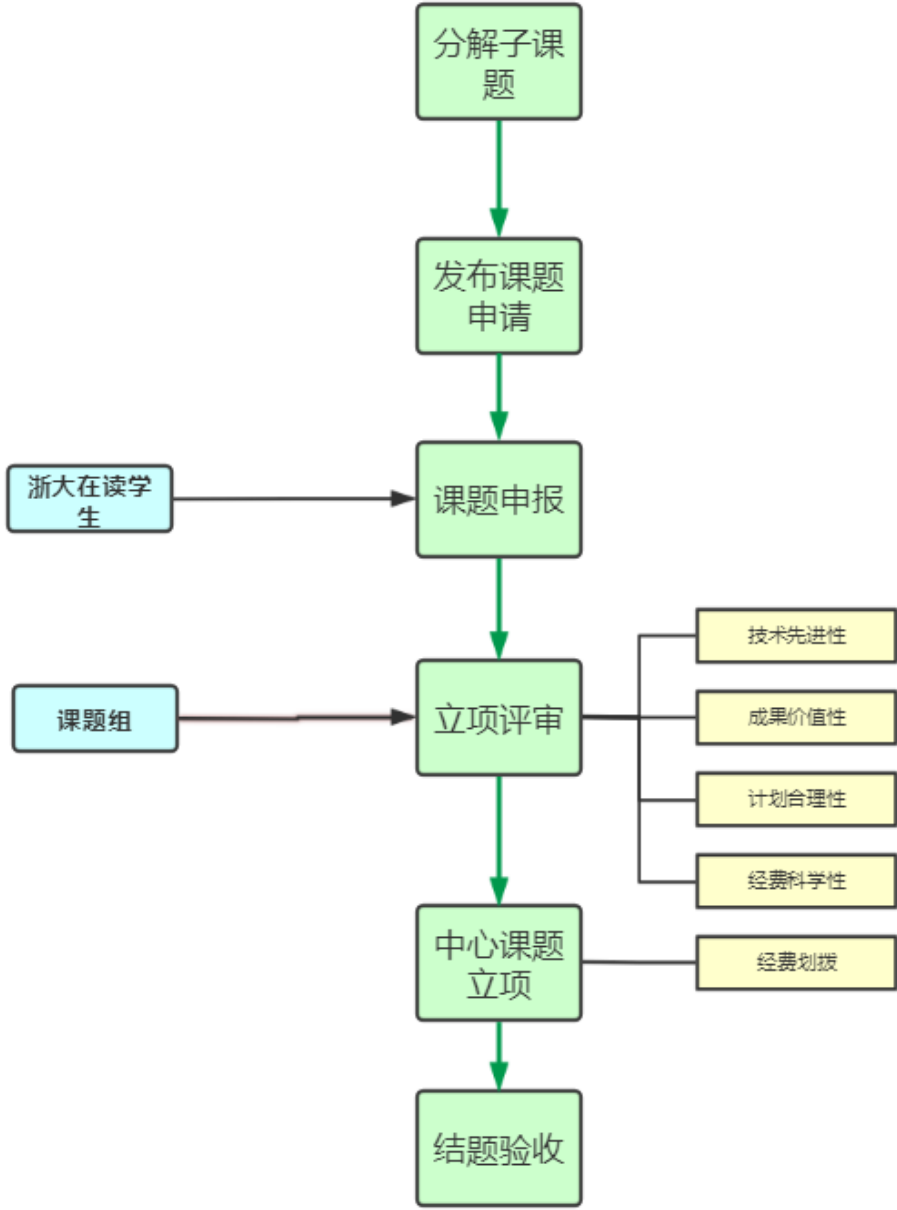 分解子课
题
发布课题
申请
浙大在读学
生
课题申报
课题组
立项评审
技术先进性
成果价值性
计划合理性
经费科学性
中心课题
立项
经费划拨
结题验收